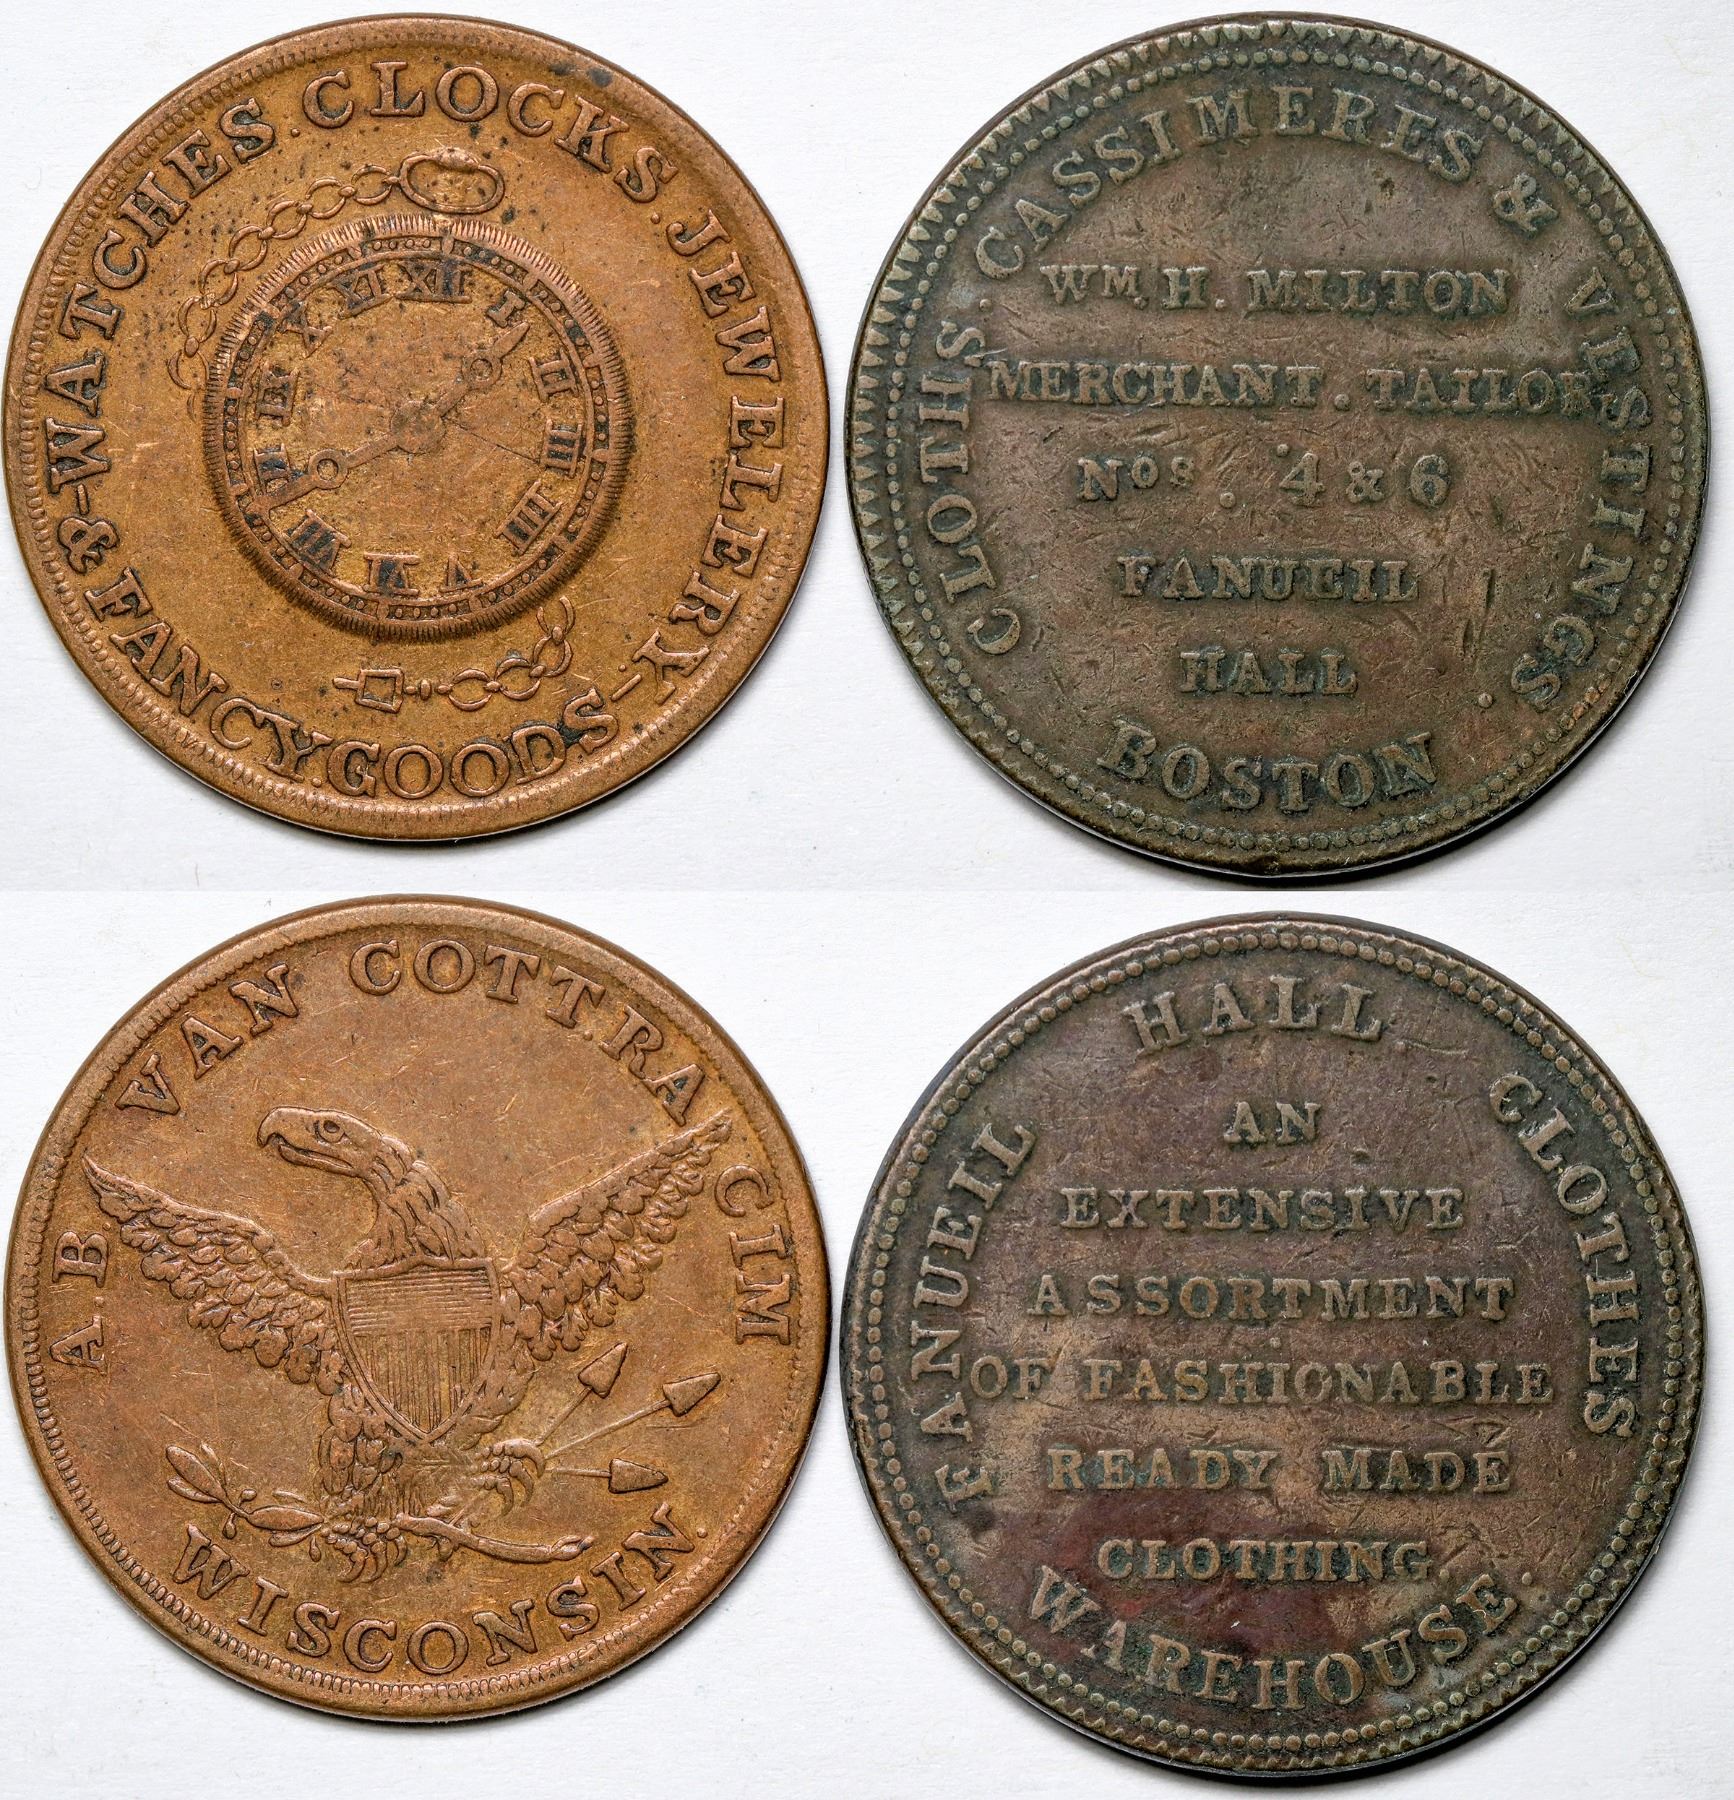 WATCHES. CLOCKS. JEWELERY-
&-FANCY. GOODS-
XII I II III IIII V VI VII VIII IX X XI
CLOTHS. CASSIMERES & VESTINGS.
WM. H. MILTON
MERCHANT. TAILOR
NOS. 4 & 6
FANUEIL
HALL
BOSTON
A.B. VAN COTT. RACIM
WISCONSIN.
FANUEIL HALL. CLOTHES
AN
EXTENSIVE
ASSORTMENT
OF FASHIONABLE
READY MADE
CLOTHING.
WAREHOUSE.